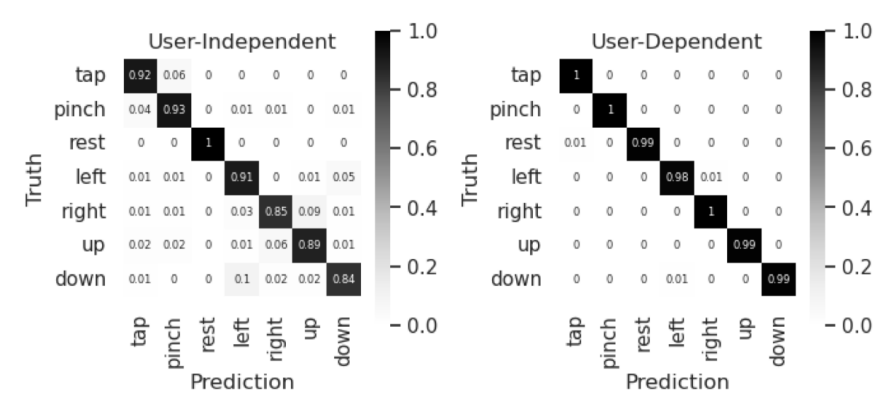 User-Independent
Truth
tap 0.92 0.06 0 0 0 0 0
pinch 0.04 0.93 0 0.01 0.01 0 0.01
rest 0 0 1 0 0 0 0
left 0.01 0.01 0 0.91 0 0.01 0.05
right 0.01 0.01 0 0.03 0.85 0.09 0.01
up 0.02 0.02 0 0.01 0.06 0.89 0.01
down 0.01 0 0 0.1 0.02 0.02 0.84
tap pinch rest left right up down
Prediction
1.0
0.8
0.6
0.4
0.2
0.0
User-Dependent
Truth
tap 1 0 0 0 0 0 0
pinch 0 1 0 0 0 0 0
rest 0.01 0 0.99 0 0 0 0
left 0 0 0 0.98 0.01 0 0
right 0 0 0 0 1 0 0
up 0 0 0 0 0 0.99 0
down 0 0 0 0.01 0 0 0.99
tap pinch rest left right up down
Prediction
1.0
0.8
0.6
0.4
0.2
0.0